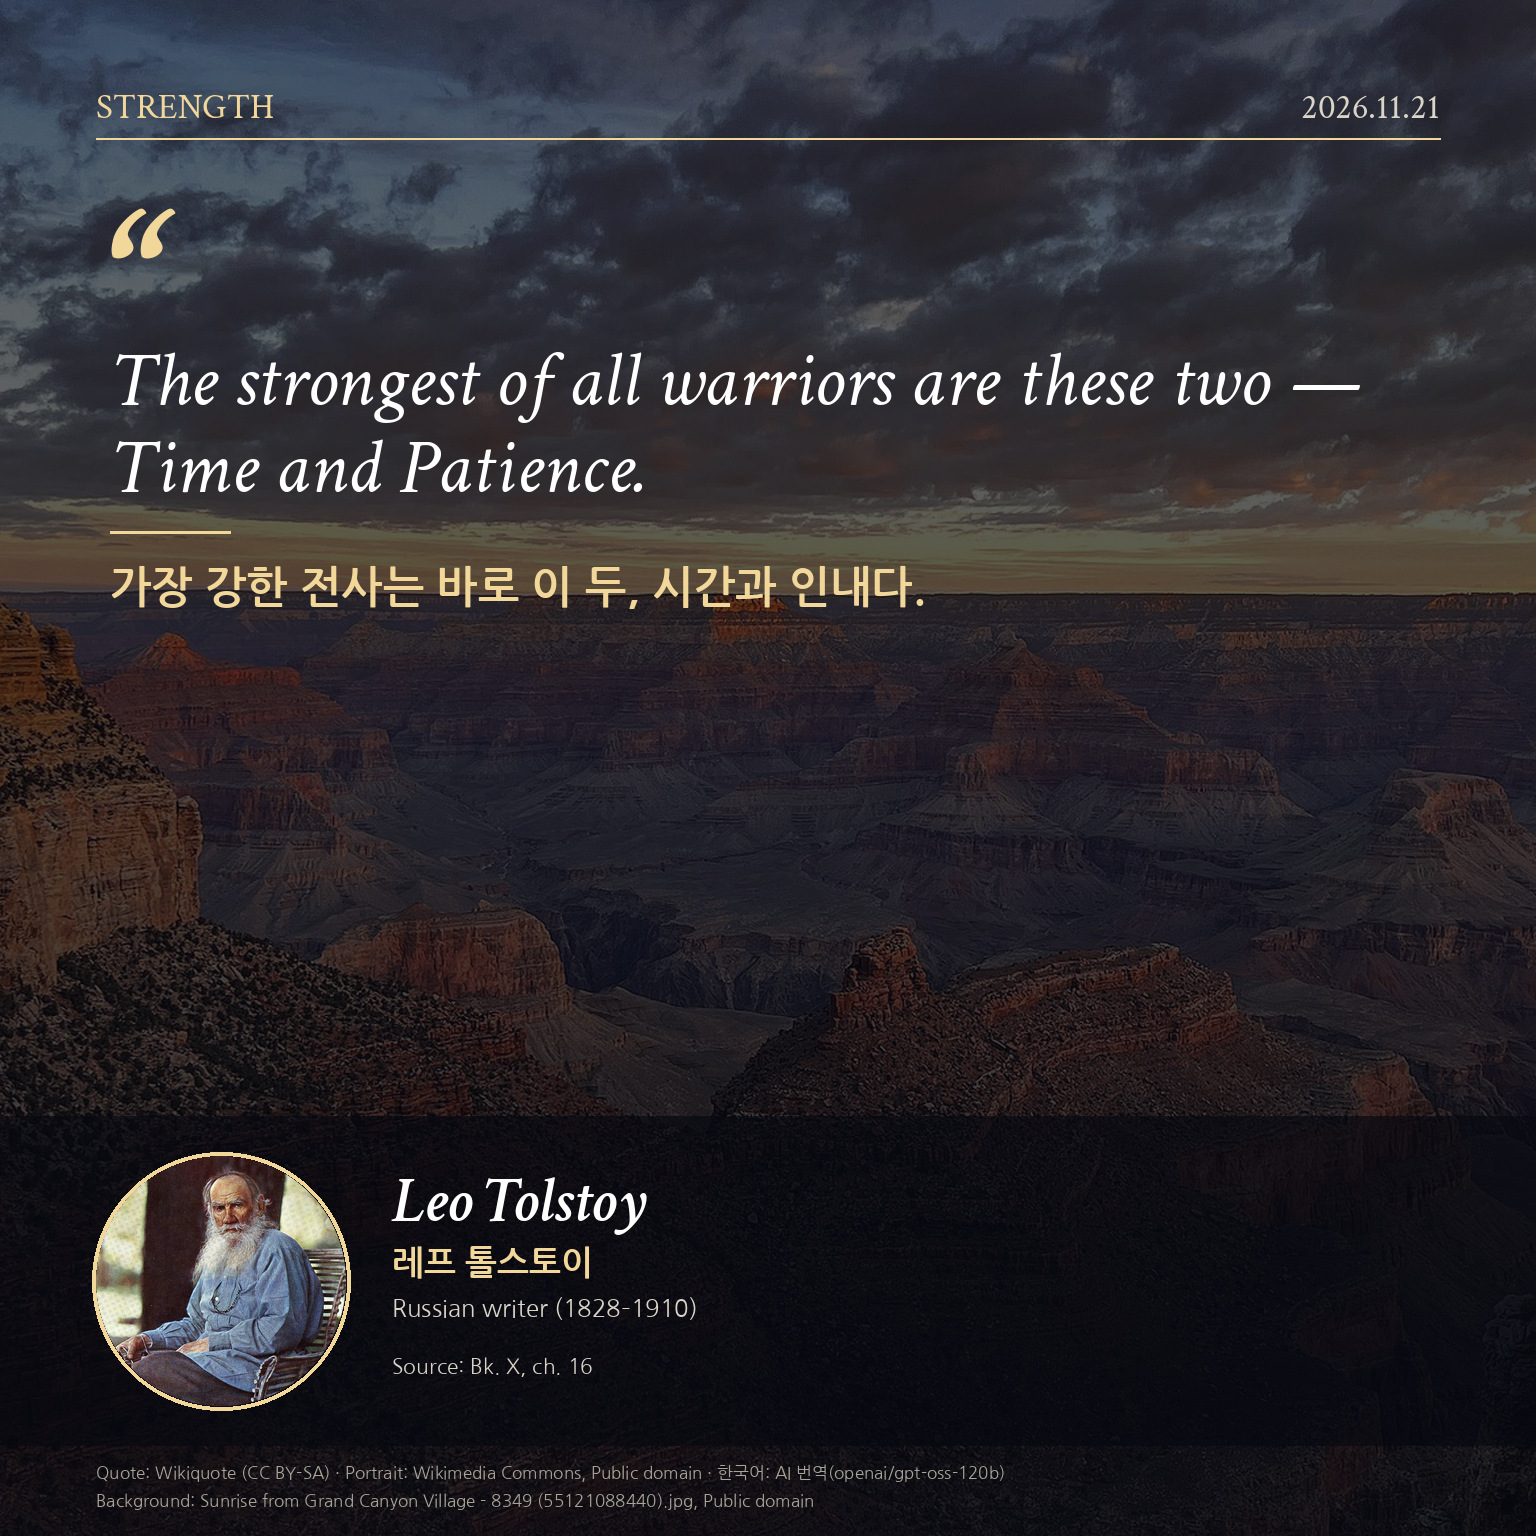 STRENGTH
2026.11.21
“
The strongest of all warriors are these two —
Time and Patience.
가장 강한 전사는 바로 이 두, 시간과 인내다.
Leo Tolstoy
레프 톨스토이
Russian writer (1828–1910)
Source: Bk. X, ch. 16
Quote: Wikiquote (CC BY-SA) · Portrait: Wikimedia Commons, Public domain · 한국어: AI 번역(openai/gpt-oss-120b)
Background: Sunrise from Grand Canyon Village - 8349 (55121088440).jpg, Public domain